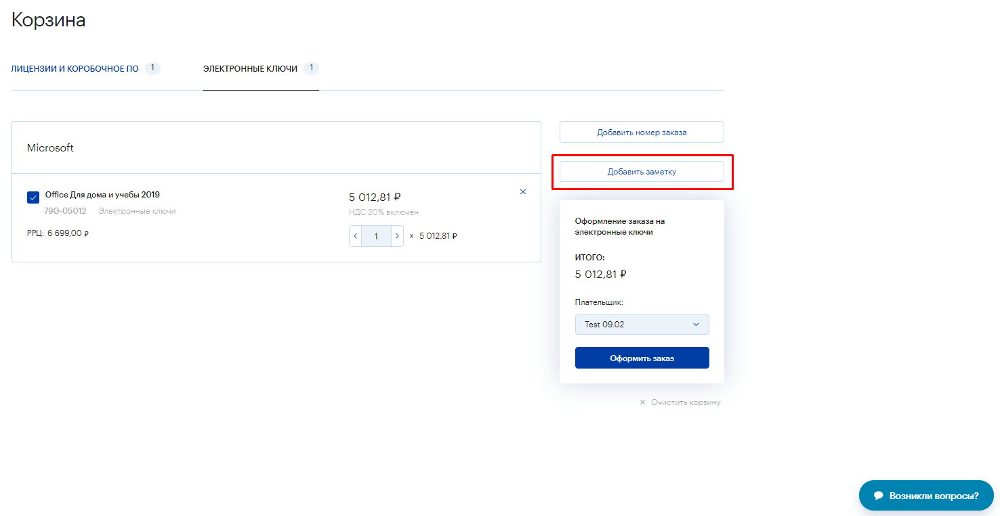 Корзина
ЛИЦЕНЗИИ И КОРОБОЧНОЕ ПО 1
ЭЛЕКТРОННЫЕ КЛЮЧИ 1
Microsoft
Office Для дома и учебы 2019
79G-05012 Электронные ключи
РРЦ: 6 699,00 ₽
5 012,81 ₽
НДС 20% включен
1 × 5 012,81 ₽
Добавить номер заказа
Добавить заметку
Оформление заказа на
электронные ключи
ИТОГО:
5 012,81 ₽
Плательщик:
Test 09.02
Оформить заказ
Очистить корзину
Возникли вопросы?